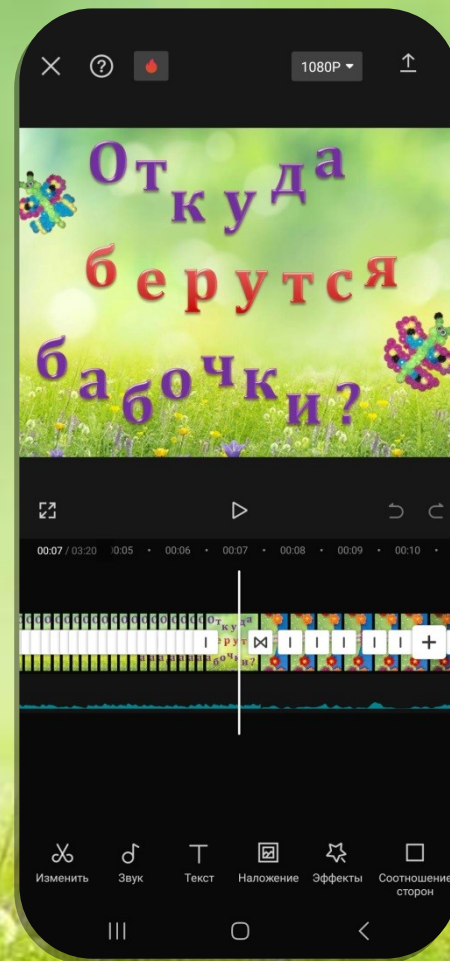 1080P
Откуда
берутся
бабочки?
00:07 / 03:20 0:05 00:06 00:07 00:08 00:09 00:10
Изменить Звук Текст Наложение Эффекты Соотношение
сторон